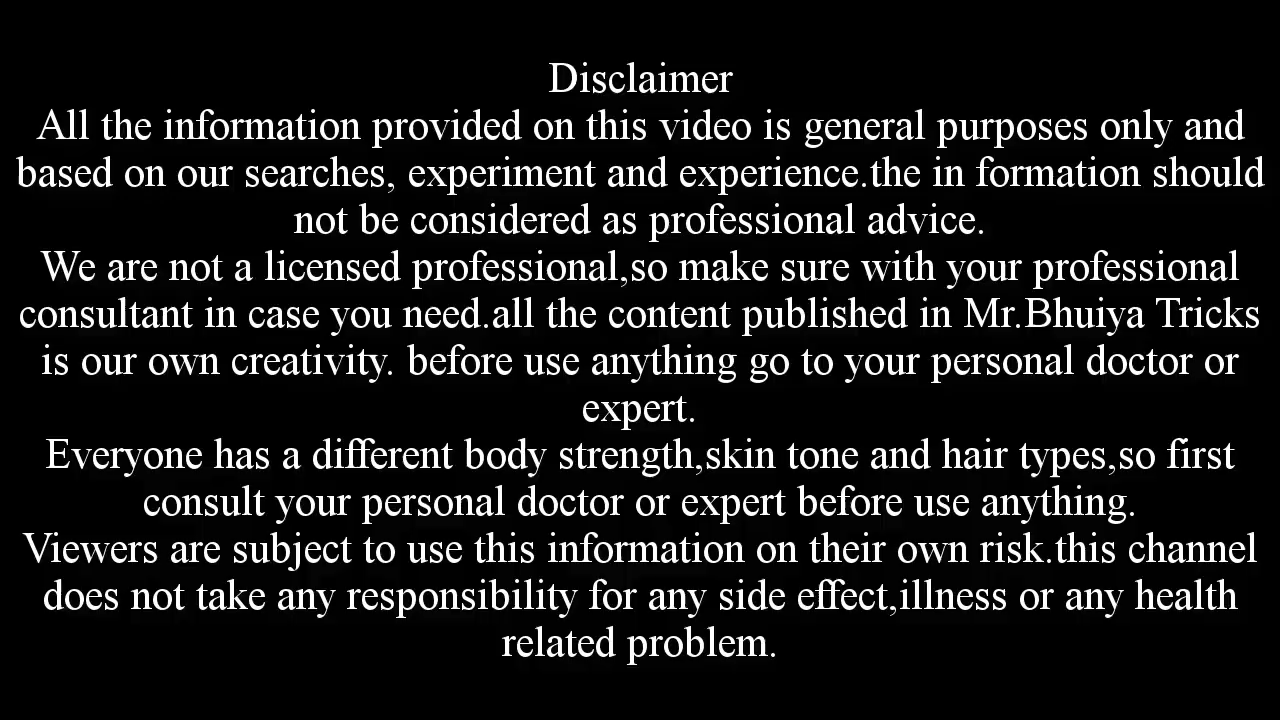 Disclaimer
All the information provided on this video is general purposes only and
based on our searches, experiment and experience.the in formation should
not be considered as professional advice.
We are not a licensed professional,so make sure with your professional
consultant in case you need.all the content published in Mr.Bhuiya Tricks
is our own creativity. before use anything go to your personal doctor or
expert.
Everyone has a different body strength,skin tone and hair types,so first
consult your personal doctor or expert before use anything.
Viewers are subject to use this information on their own risk.this channel
does not take any responsibility for any side effect,illness or any health
related problem.